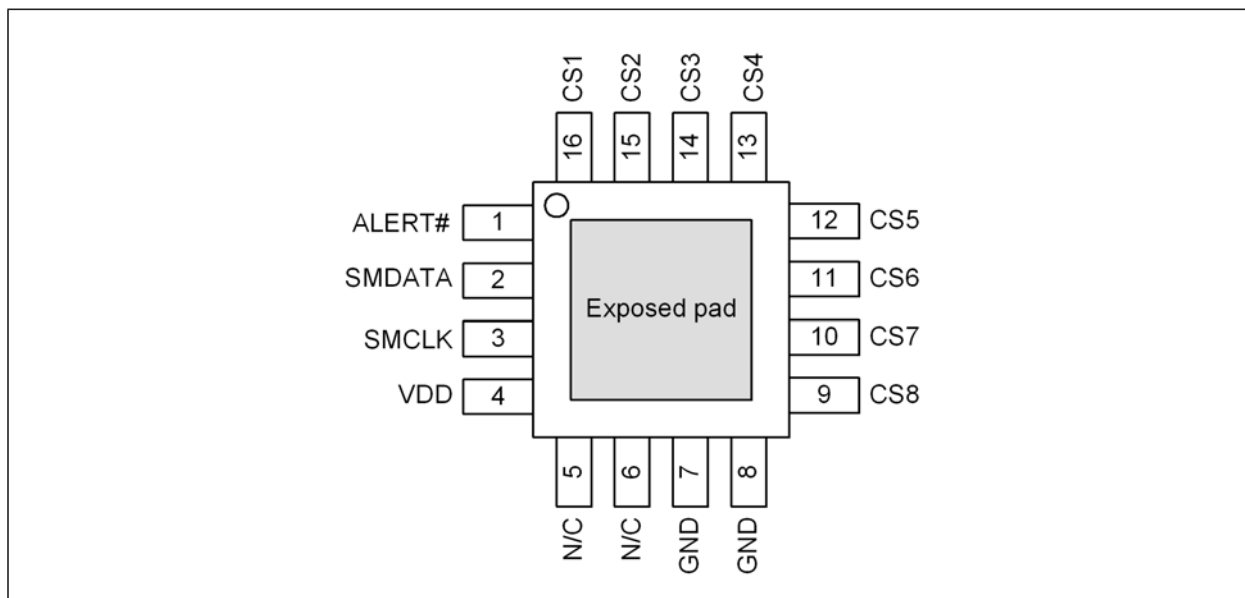 CS1
CS2
CS3
CS4
16
15
14
13
ALERT# 1
SMDATA 2
SMCLK 3
VDD 4
Exposed pad
12 CS5
11 CS6
10 CS7
9 CS8
5
6
7
8
N/C
N/C
GND
GND